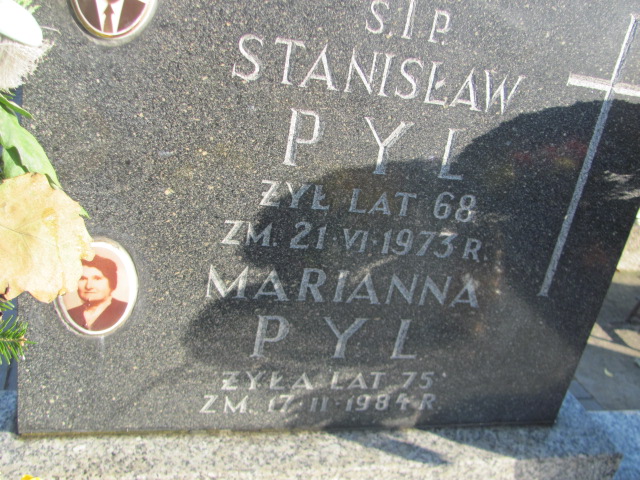 Ś.†P.
STANISŁAW
PYL
ŻYŁ LAT 68
ZM. 21·VI·1973 R.
MARIANNA
PYL
ŻYŁA LAT 75
ZM. 17·II·1984 R.